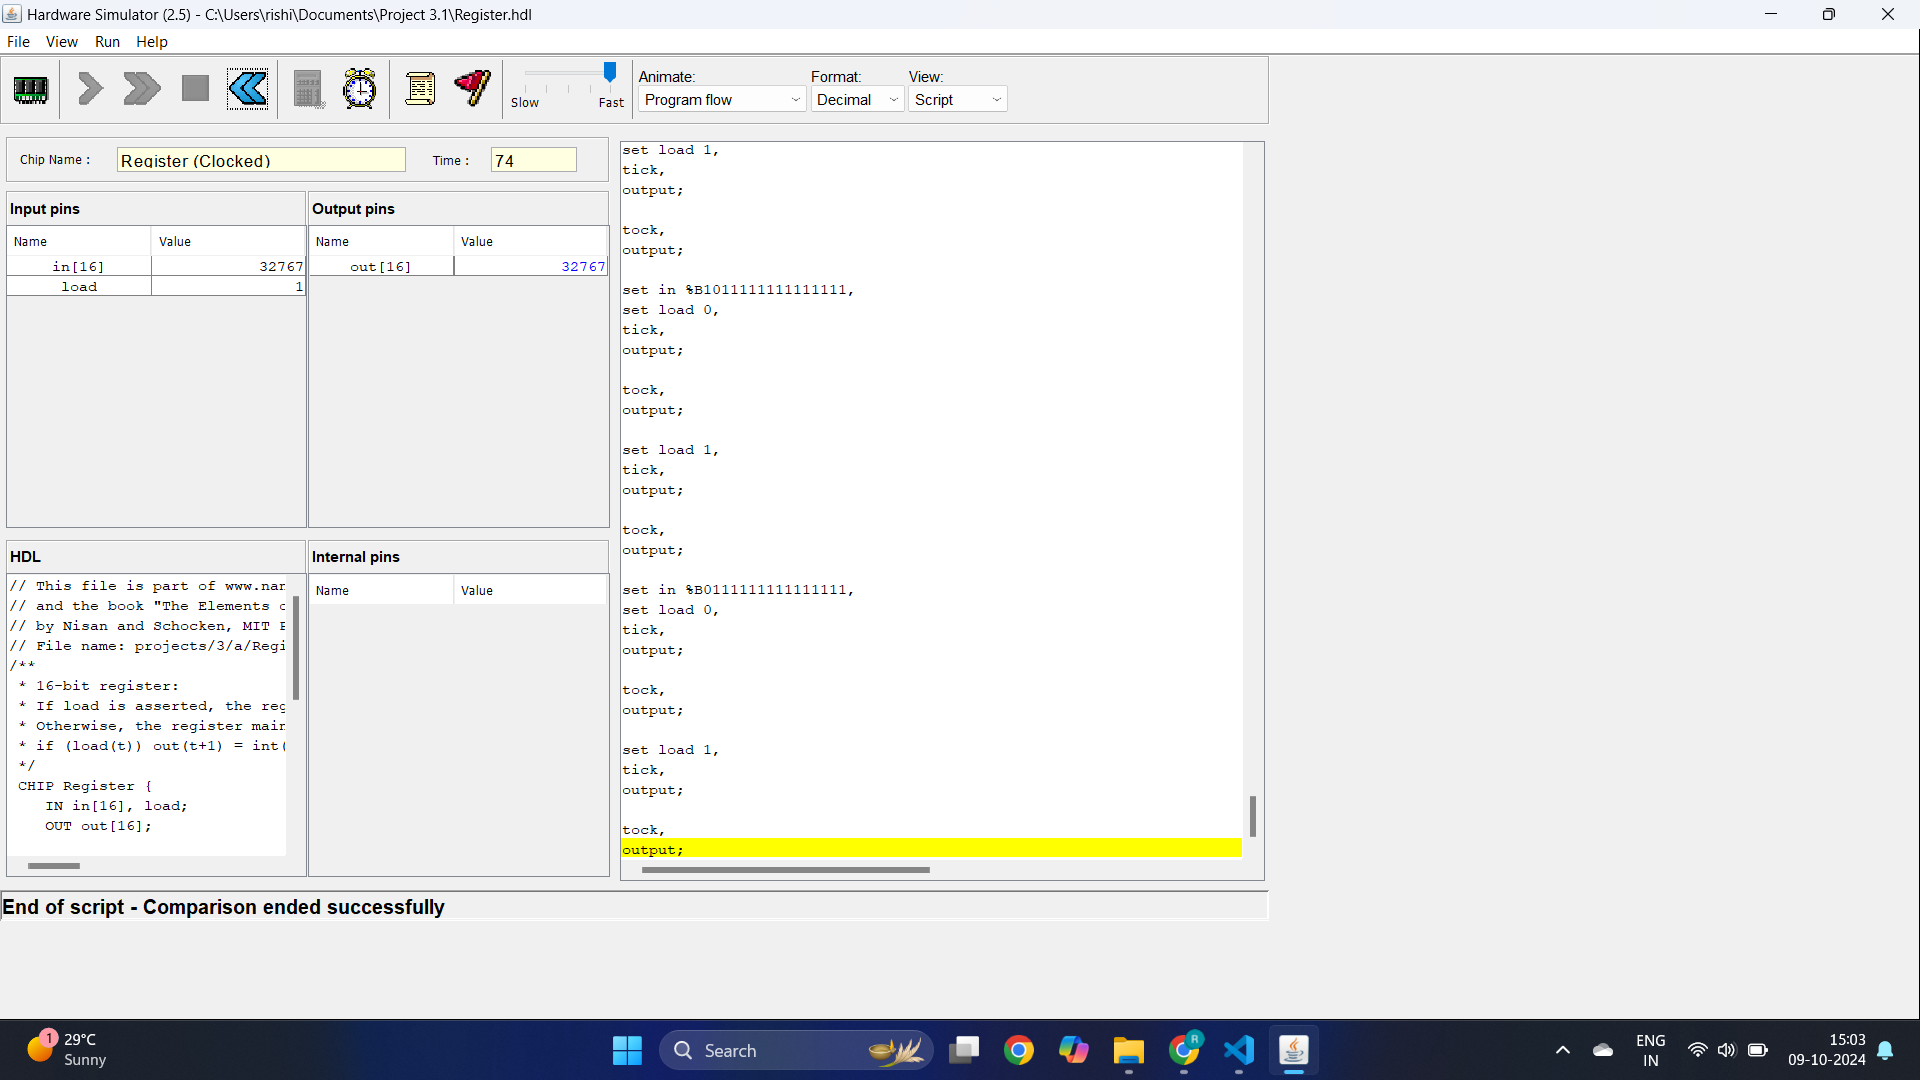 Hardware Simulator (2.5) - C:\Users\rishi\Documents\Project 3.1\Register.hdl
File View Run Help
Slow Fast
Animate: Format: View:
Program flow Decimal Script
Chip Name : Register (Clocked) Time : 74
Input pins
Name Value
in[16] 32767
load 1
Output pins
Name Value
out[16] 32767
HDL
// This file is part of www.nan
// and the book "The Elements o
// by Nisan and Schocken, MIT P
// File name: projects/3/a/Regi
/**
* 16-bit register:
* If load is asserted, the reg
* Otherwise, the register main
* if (load(t)) out(t+1) = int(
*/
CHIP Register {
IN in[16], load;
OUT out[16];
Internal pins
Name Value
set load 1,
tick,
output;
tock,
output;
set in %B1011111111111111,
set load 0,
tick,
output;
tock,
output;
set load 1,
tick,
output;
tock,
output;
set in %B0111111111111111,
set load 0,
tick,
output;
tock,
output;
set load 1,
tick,
output;
tock,
output;
End of script - Comparison ended successfully
1
29°C
Sunny
Search
R
ENG
IN
15:03
09-10-2024